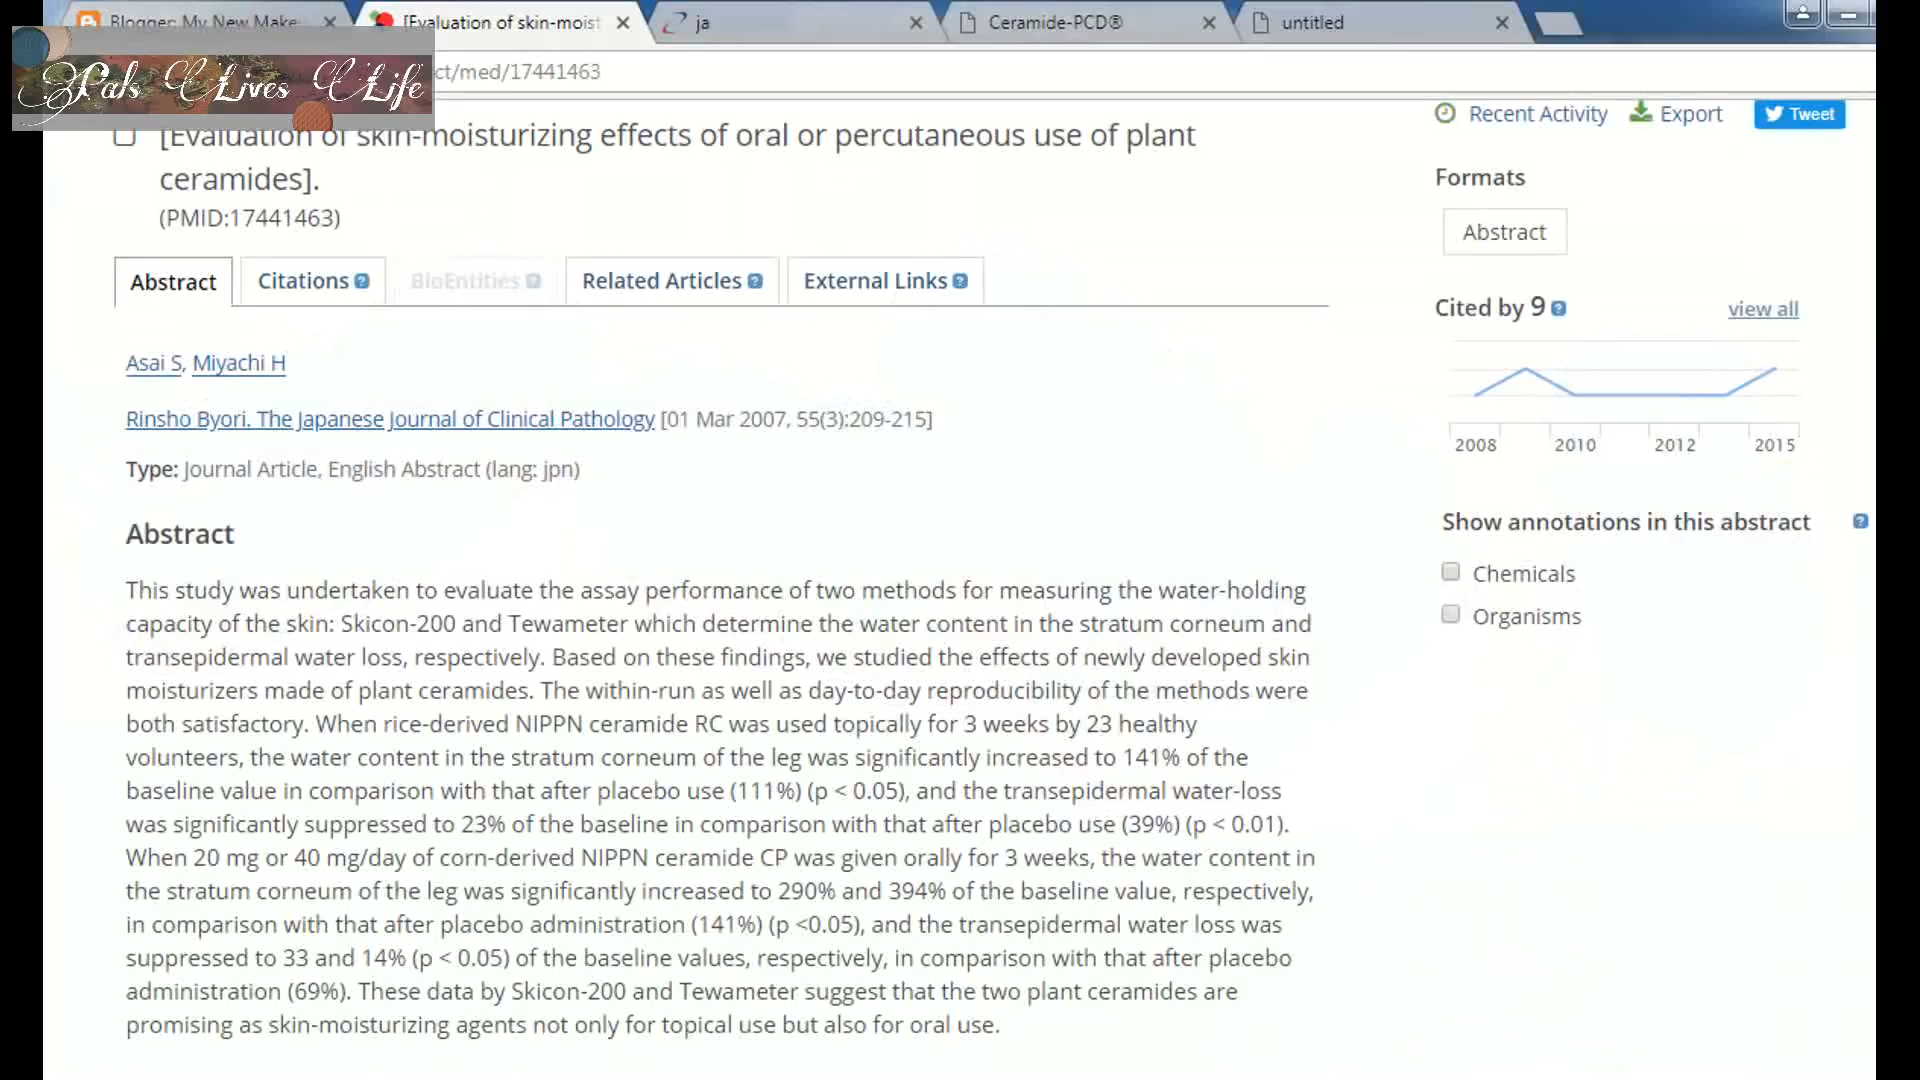 Blogger: My New Make
[Evaluation of skin-moist
ja
Ceramide-PCD®
untitled
Pals Lives Life
ct/med/17441463
Recent Activity
Export
Tweet
[Evaluation of skin-moisturizing effects of oral or percutaneous use of plant
ceramides].
(PMID:17441463)
Formats
Abstract
Abstract
Citations ?
BioEntities ?
Related Articles ?
External Links ?
Cited by 9 ?
view all
2008
2010
2012
2015
Asai S, Miyachi H
Rinsho Byori. The Japanese Journal of Clinical Pathology [01 Mar 2007, 55(3):209-215]
Type: Journal Article, English Abstract (lang: jpn)
Show annotations in this abstract ?
Chemicals
Organisms
Abstract
This study was undertaken to evaluate the assay performance of two methods for measuring the water-holding
capacity of the skin: Skicon-200 and Tewameter which determine the water content in the stratum corneum and
transepidermal water loss, respectively. Based on these findings, we studied the effects of newly developed skin
moisturizers made of plant ceramides. The within-run as well as day-to-day reproducibility of the methods were
both satisfactory. When rice-derived NIPPN ceramide RC was used topically for 3 weeks by 23 healthy
volunteers, the water content in the stratum corneum of the leg was significantly increased to 141% of the
baseline value in comparison with that after placebo use (111%) (p < 0.05), and the transepidermal water-loss
was significantly suppressed to 23% of the baseline in comparison with that after placebo use (39%) (p < 0.01).
When 20 mg or 40 mg/day of corn-derived NIPPN ceramide CP was given orally for 3 weeks, the water content in
the stratum corneum of the leg was significantly increased to 290% and 394% of the baseline value, respectively,
in comparison with that after placebo administration (141%) (p <0.05), and the transepidermal water loss was
suppressed to 33 and 14% (p < 0.05) of the baseline values, respectively, in comparison with that after placebo
administration (69%). These data by Skicon-200 and Tewameter suggest that the two plant ceramides are
promising as skin-moisturizing agents not only for topical use but also for oral use.